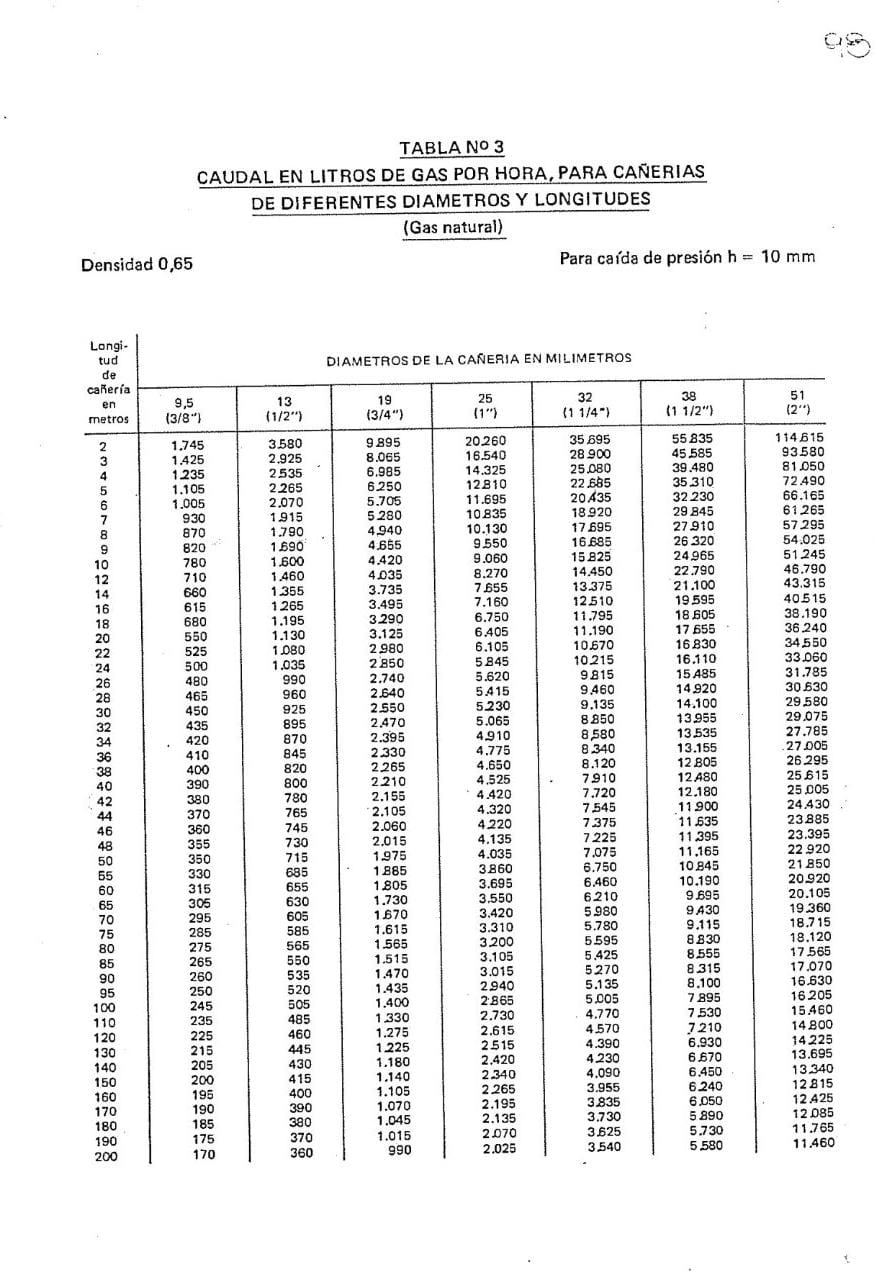 98
TABLA Nº 3
CAUDAL EN LITROS DE GAS POR HORA, PARA CAÑERIAS
DE DIFERENTES DIAMETROS Y LONGITUDES
(Gas natural)
Densidad 0,65 Para caída de presión h = 10 mm
Longi-
tud
de
cañería
en
metros
DIAMETROS DE LA CAÑERIA EN MILIMETROS
9,5 13 19 25 32 38 51
(3/8") (1/2") (3/4") (1") (1 1/4") (1 1/2") (2")
2 1.745 3.580 9.895 20.260 35.695 55.835 114.615
3 1.425 2.925 8.065 16.540 28.900 45.585 93.580
4 1.235 2.535 6.985 14.325 25.080 39.480 81.050
5 1.105 2.265 6.250 12.810 22.685 35.310 72.490
6 1.005 2.070 5.705 11.695 20.435 32.230 66.165
7 930 1.915 5.280 10.835 18.920 29.845 61.265
8 870 1.790 4.940 10.130 17.695 27.910 57.295
9 820 1.690 4.655 9.550 16.685 26.320 54.025
10 780 1.600 4.420 9.060 15.825 24.965 51.245
12 710 1.460 4.035 8.270 14.450 22.790 46.790
14 660 1.355 3.735 7.655 13.375 21.100 43.315
16 615 1.265 3.495 7.160 12.510 19.595 40.515
18 680 1.195 3.290 6.750 11.795 18.605 38.190
20 550 1.130 3.125 6.405 11.190 17.655 36.240
22 525 1.080 2.980 6.105 10.670 16.830 34.550
24 500 1.035 2.850 5.845 10.215 16.110 33.060
26 480 990 2.740 5.620 9.815 15.485 31.785
28 465 960 2.640 5.415 9.460 14.920 30.630
30 450 925 2.550 5.230 9.135 14.100 29.580
32 435 895 2.470 5.065 8.850 13.955 29.075
34 420 870 2.395 4.910 8.580 13.535 27.785
36 410 845 2.330 4.775 8.340 13.155 27.005
38 400 820 2.265 4.650 8.120 12.805 26.295
40 390 800 2.210 4.525 7.910 12.480 25.615
42 380 780 2.155 4.420 7.720 12.180 25.005
44 370 765 2.105 4.320 7.545 11.900 24.430
46 360 745 2.060 4.220 7.375 11.635 23.885
48 355 730 2.015 4.135 7.225 11.395 23.395
50 350 715 1.975 4.035 7.075 11.165 22.920
55 330 685 1.885 3.860 6.750 10.845 21.850
60 315 655 1.805 3.695 6.460 10.190 20.920
65 305 630 1.730 3.550 6.210 9.695 20.105
70 295 605 1.670 3.420 5.980 9.430 19.360
75 285 585 1.615 3.310 5.780 9.115 18.715
80 275 565 1.565 3.200 5.595 8.830 18.120
85 265 550 1.515 3.105 5.425 8.555 17.565
90 260 535 1.470 3.015 5.270 8.315 17.070
95 250 520 1.435 2.940 5.135 8.100 16.630
100 245 505 1.400 2.865 5.005 7.895 16.205
110 235 485 1.330 2.730 4.770 7.530 15.460
120 225 460 1.275 2.615 4.570 7.210 14.800
130 215 445 1.225 2.515 4.390 6.930 14.225
140 205 430 1.180 2.420 4.230 6.670 13.695
150 200 415 1.140 2.340 4.090 6.450 13.340
160 195 400 1.105 2.265 3.955 6.240 12.815
170 190 390 1.070 2.195 3.835 6.050 12.425
180 185 380 1.045 2.135 3.730 5.890 12.085
190 175 370 1.015 2.070 3.625 5.730 11.765
200 170 360 990 2.025 3.540 5.580 11.460